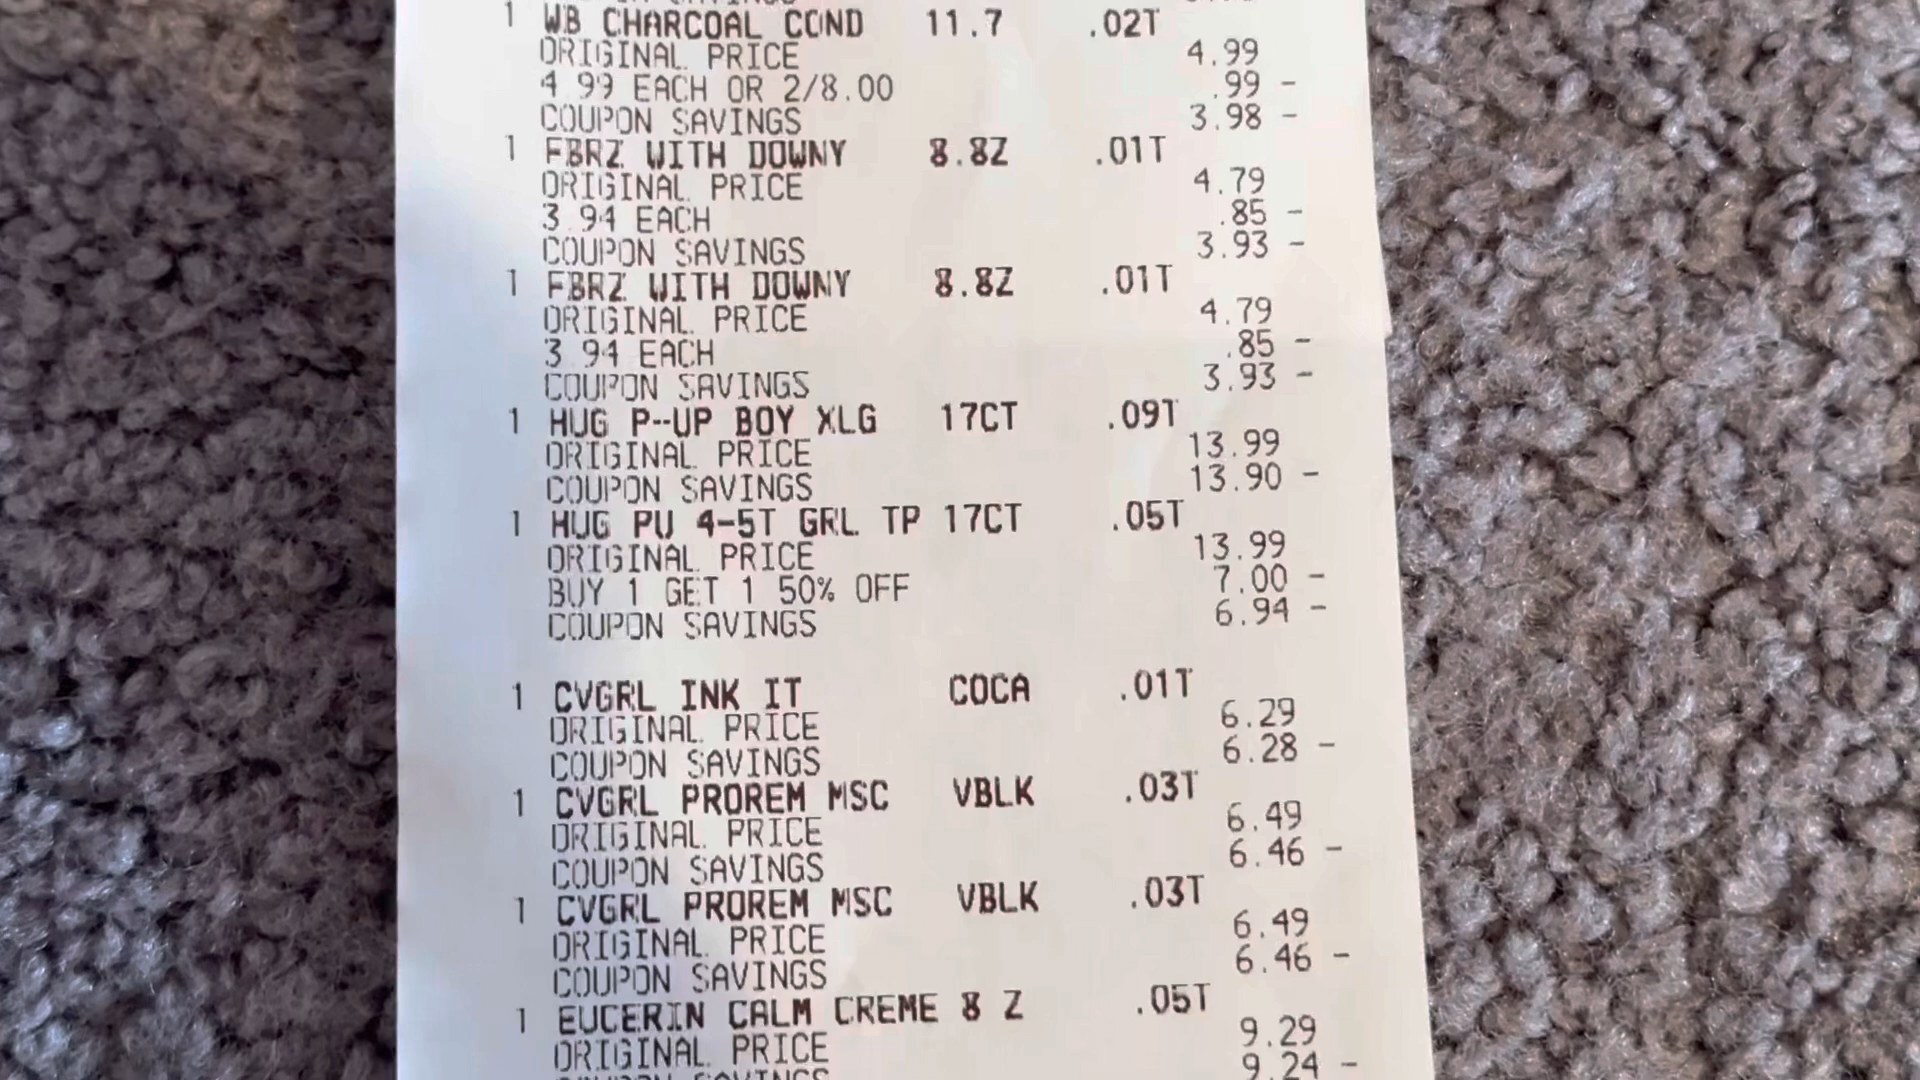 1 WB CHARCOAL COND 11.7 .02T
ORIGINAL PRICE 4.99
4.99 EACH OR 2/8.00 .99 -
COUPON SAVINGS 3.98 -
1 FBRZ WITH DOWNY 8.8Z .01T
ORIGINAL PRICE 4.79
3.94 EACH .85 -
COUPON SAVINGS 3.93 -
1 FBRZ WITH DOWNY 8.8Z .01T
ORIGINAL PRICE 4.79
3.94 EACH .85 -
COUPON SAVINGS 3.93 -
1 HUG P--UP BOY XLG 17CT .09T
ORIGINAL PRICE 13.99
COUPON SAVINGS 13.90 -
1 HUG PU 4-5T GRL TP 17CT .05T
ORIGINAL PRICE 13.99
BUY 1 GET 1 50% OFF 7.00 -
COUPON SAVINGS 6.94 -
1 CVGRL INK IT COCA .01T
ORIGINAL PRICE 6.29
COUPON SAVINGS 6.28 -
1 CVGRL PROREM MSC VBLK .03T
ORIGINAL PRICE 6.49
COUPON SAVINGS 6.46 -
1 CVGRL PROREM MSC VBLK .03T
ORIGINAL PRICE 6.49
COUPON SAVINGS 6.46 -
1 EUCERIN CALM CREME 8 Z .05T
ORIGINAL PRICE 9.29
COUPON SAVINGS 9.24 -